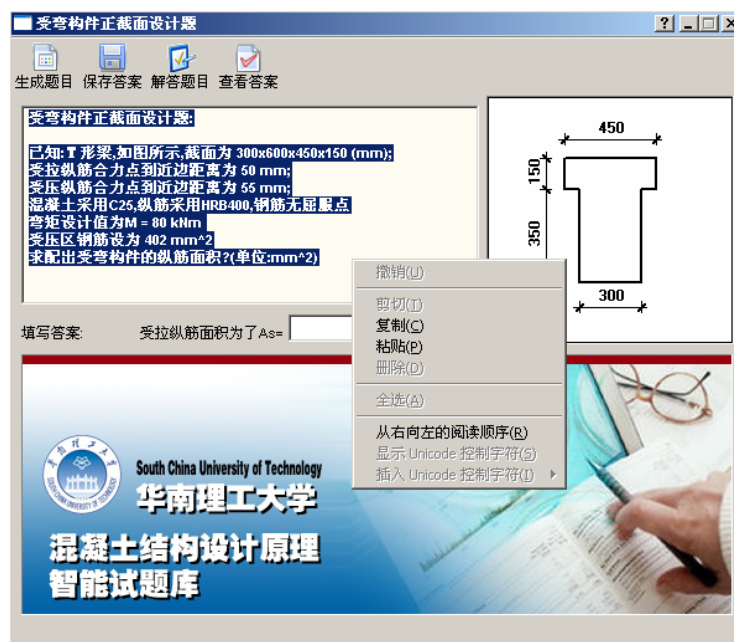 受弯构件正截面设计题
生成题目 保存答案 解答题目 查看答案
受弯构件正截面设计题:
已知:T 形梁,如图所示,截面为 300x600x450x150 (mm);
受拉纵筋合力点到近边距离为 50 mm;
受压纵筋合力点到近边距离为 55 mm;
混凝土采用C25,纵筋采用HRB400,钢筋无屈服点
弯矩设计值为M = 80 kNm
受压区钢筋设为 402 mm^2
求配出受弯构件的纵筋面积?(单位:mm^2)
450
150
350
300
填写答案: 受拉纵筋面积为了As=
撤销(U)
剪切(T)
复制(C)
粘贴(P)
删除(D)
全选(A)
从右向左的阅读顺序(R)
显示 Unicode 控制字符(S)
插入 Unicode 控制字符(I)
South China University of Technology
华南理工大学
混凝土结构设计原理
智能试题库